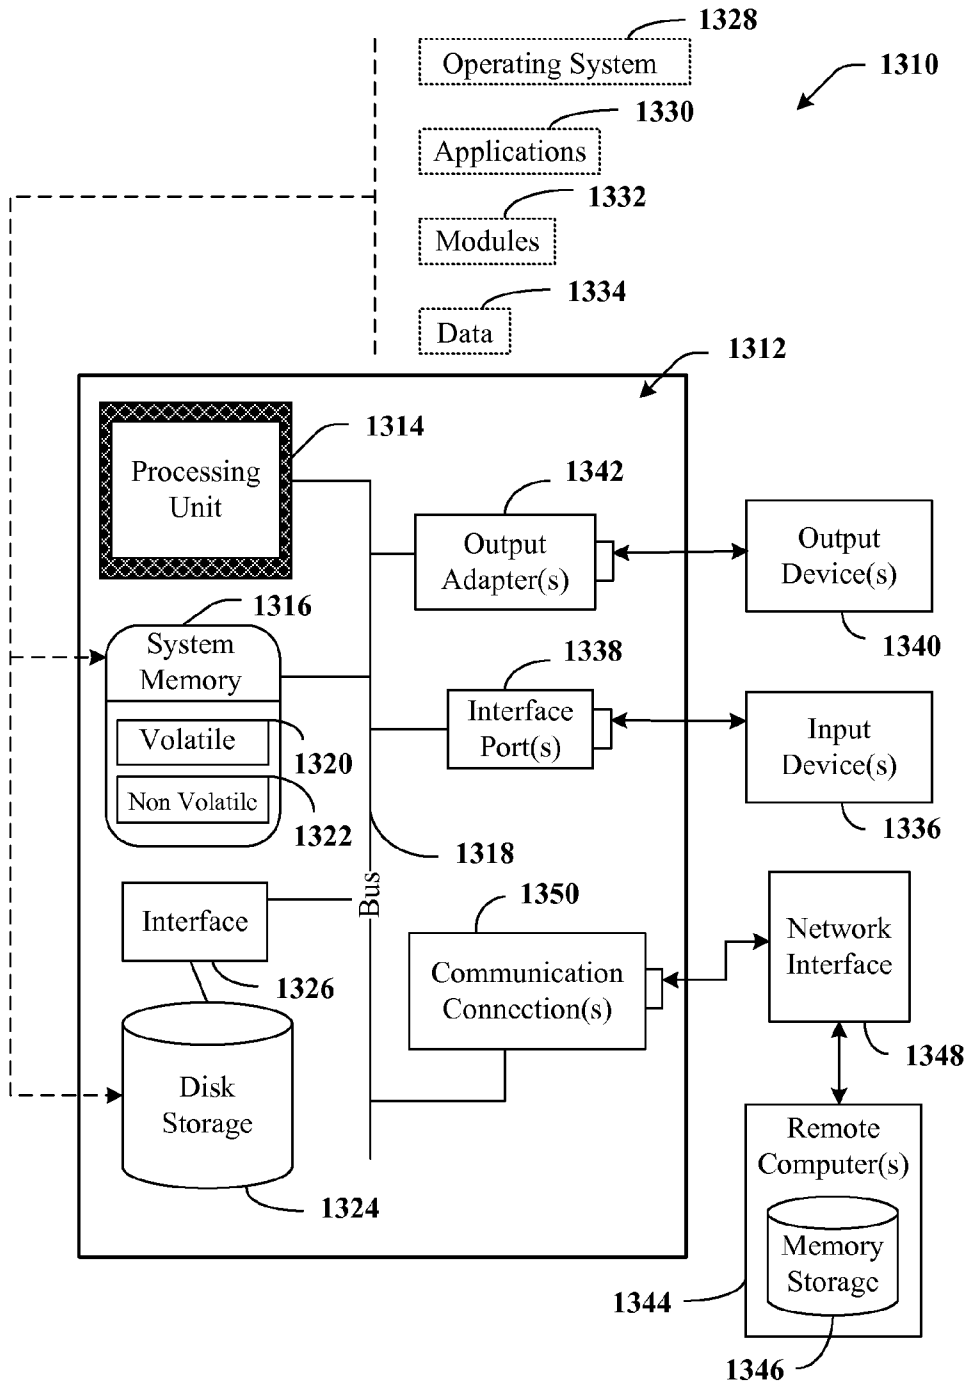 1328
Operating System
1310
1330
Applications
1332
Modules
1334
Data
1312
1314
Processing
Unit
1342
Output
Adapter(s)
Output
Device(s)
1340
1316
System
Memory
Volatile
1320
Non Volatile
1322
1338
Interface
Port(s)
Input
Device(s)
1336
1318
Bus
Interface
1326
1350
Communication
Connection(s)
Network
Interface
1348
Disk
Storage
1324
Remote
Computer(s)
Memory
Storage
1344
1346